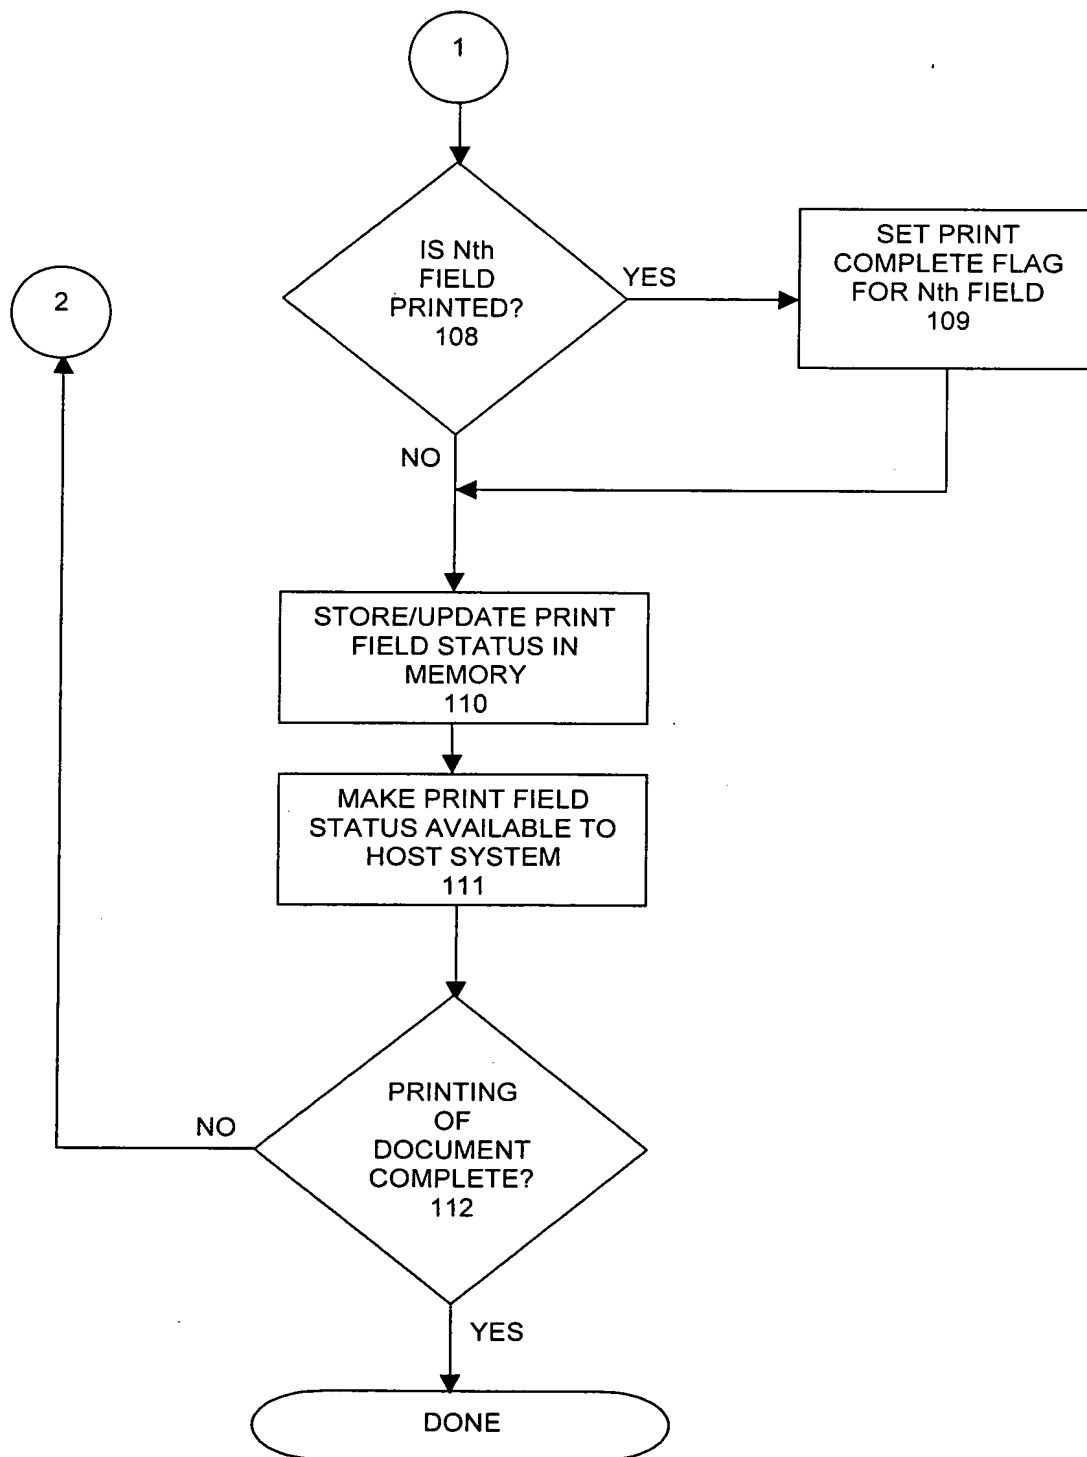 1
IS Nth
FIELD
PRINTED?
108
YES
SET PRINT
COMPLETE FLAG
FOR Nth FIELD
109
2
NO
STORE/UPDATE PRINT
FIELD STATUS IN
MEMORY
110
MAKE PRINT FIELD
STATUS AVAILABLE TO
HOST SYSTEM
111
PRINTING
OF
DOCUMENT
COMPLETE?
112
NO
YES
DONE